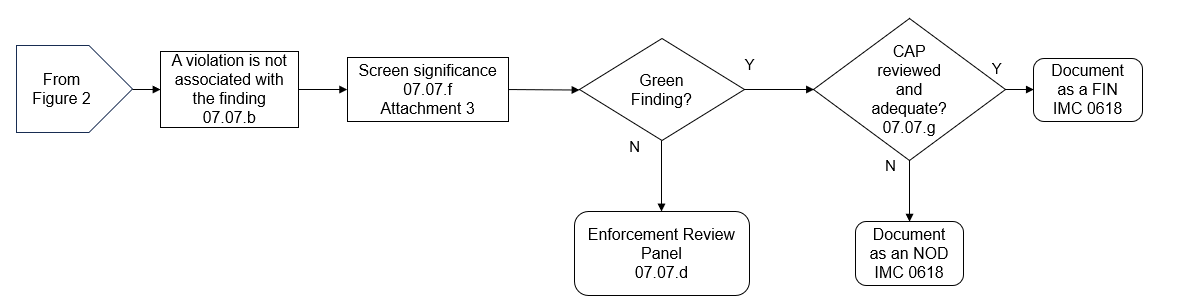 From
Figure 2
A violation is not
associated with
the finding
07.07.b
Screen significance
07.07.f
Attachment 3
Green
Finding?
Y
N
Enforcement Review
Panel
07.07.d
CAP
reviewed
and
adequate?
07.07.g
Y
N
Document
as a FIN
IMC 0618
Document
as an NOD
IMC 0618